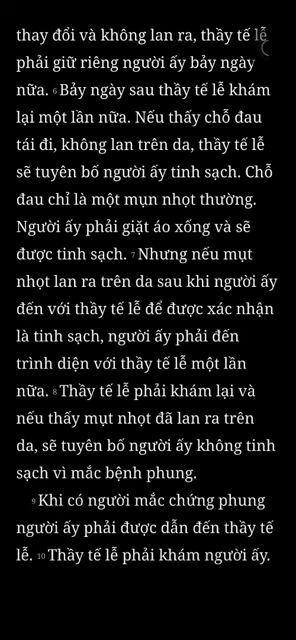 thay đổi và không lan ra, thầy tế lễ
phải giữ riêng người ấy bảy ngày
nữa. 6 Bảy ngày sau thầy tế lễ khám
lại một lần nữa. Nếu thấy chỗ đau
tái đi, không lan trên da, thầy tế lễ
sẽ tuyên bố người ấy tinh sạch. Chỗ
đau chỉ là một mụn nhọt thường.
Người ấy phải giặt áo xống và sẽ
được tinh sạch. 7 Nhưng nếu mụt
nhọt lan ra trên da sau khi người ấy
đến với thầy tế lễ để được xác nhận
là tinh sạch, người ấy phải đến
trình diện với thầy tế lễ một lần
nữa. 8 Thầy tế lễ phải khám lại và
nếu thấy mụt nhọt đã lan ra trên
da, sẽ tuyên bố người ấy không tinh
sạch vì mắc bệnh phung.
9 Khi có người mắc chứng phung
người ấy phải được dẫn đến thầy tế
lễ. 10 Thầy tế lễ phải khám người ấy.